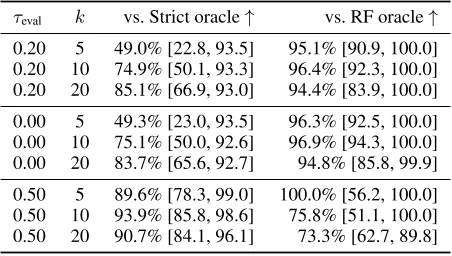 τeval k vs. Strict oracle ↑ vs. RF oracle ↑
0.20 5 49.0% [22.8, 93.5] 95.1% [90.9, 100.0]
0.20 10 74.9% [50.1, 93.3] 96.4% [92.3, 100.0]
0.20 20 85.1% [66.9, 93.0] 94.4% [83.9, 100.0]
0.00 5 49.3% [23.0, 93.5] 96.3% [92.5, 100.0]
0.00 10 75.1% [50.0, 92.6] 96.9% [94.3, 100.0]
0.00 20 83.7% [65.6, 92.7] 94.8% [85.8, 99.9]
0.50 5 89.6% [78.3, 99.0] 100.0% [56.2, 100.0]
0.50 10 93.9% [85.8, 98.6] 75.8% [51.1, 100.0]
0.50 20 90.7% [84.1, 96.1] 73.3% [62.7, 89.8]